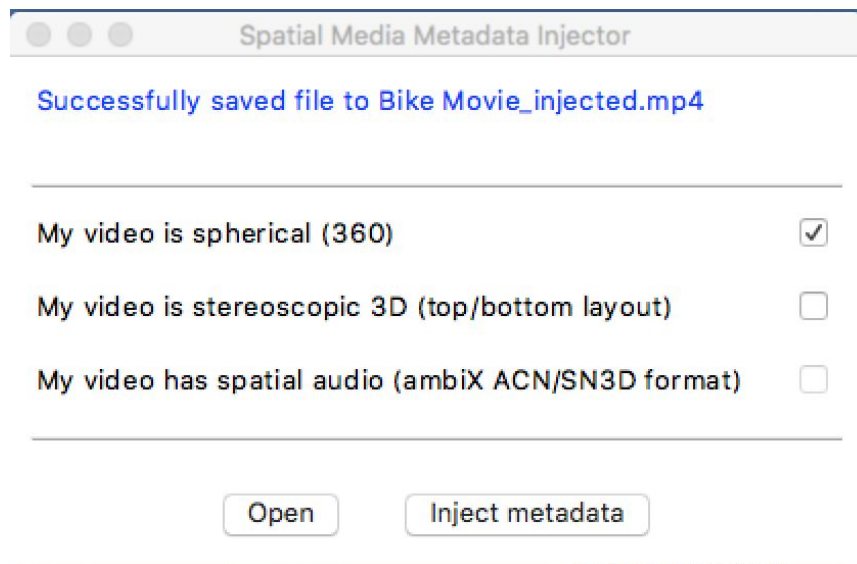 Spatial Media Metadata Injector
Successfully saved file to Bike Movie_injected.mp4
My video is spherical (360)
My video is stereoscopic 3D (top/bottom layout)
My video has spatial audio (ambiX ACN/SN3D format)
Open Inject metadata